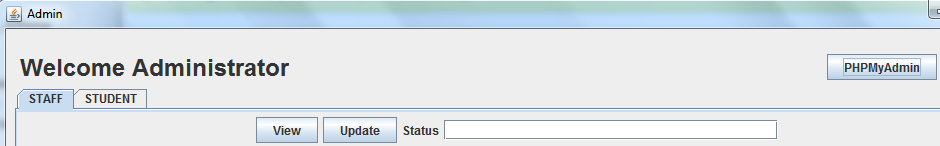 Admin
Welcome Administrator
PHPMyAdmin
STAFF STUDENT
View Update Status